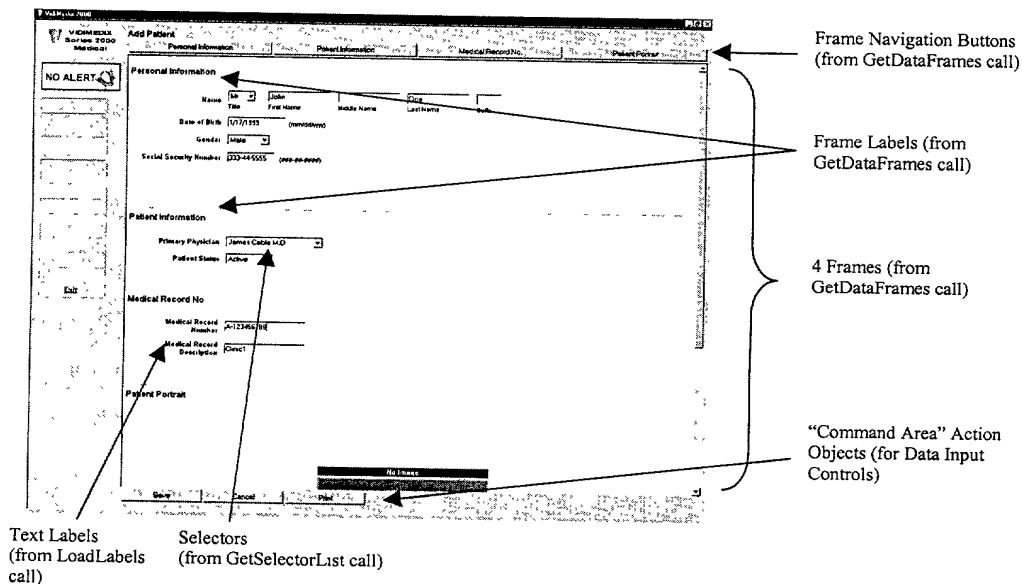 VidiMedix 2000
VIDIMEDIX
Series 2000
Medical
Add Patient
Personal Information
Patient Information
Medical Record No.
Patient Portrait
NO ALERT
Personal Information
Name
Mr
John
One
Title
First Name
Middle Name
Last Name
Date of Birth
1/17/1993
(mm/dd/yyyy)
Gender
Male
Social Security Number
333-44-5555
(###-##-####)
Patient Information
Primary Physician
James Cable M.D
Patient Status
Active
Exit
Medical Record No
Medical Record
Number
A-123456789
Medical Record
Description
Clinic1
Patient Portrait
No Image
Save
Cancel
Print
Frame Navigation Buttons
(from GetDataFrames call)
Frame Labels (from
GetDataFrames call)
4 Frames (from
GetDataFrames call)
“Command Area” Action
Objects (for Data Input
Controls)
Text Labels
(from LoadLabels
call)
Selectors
(from GetSelectorList call)